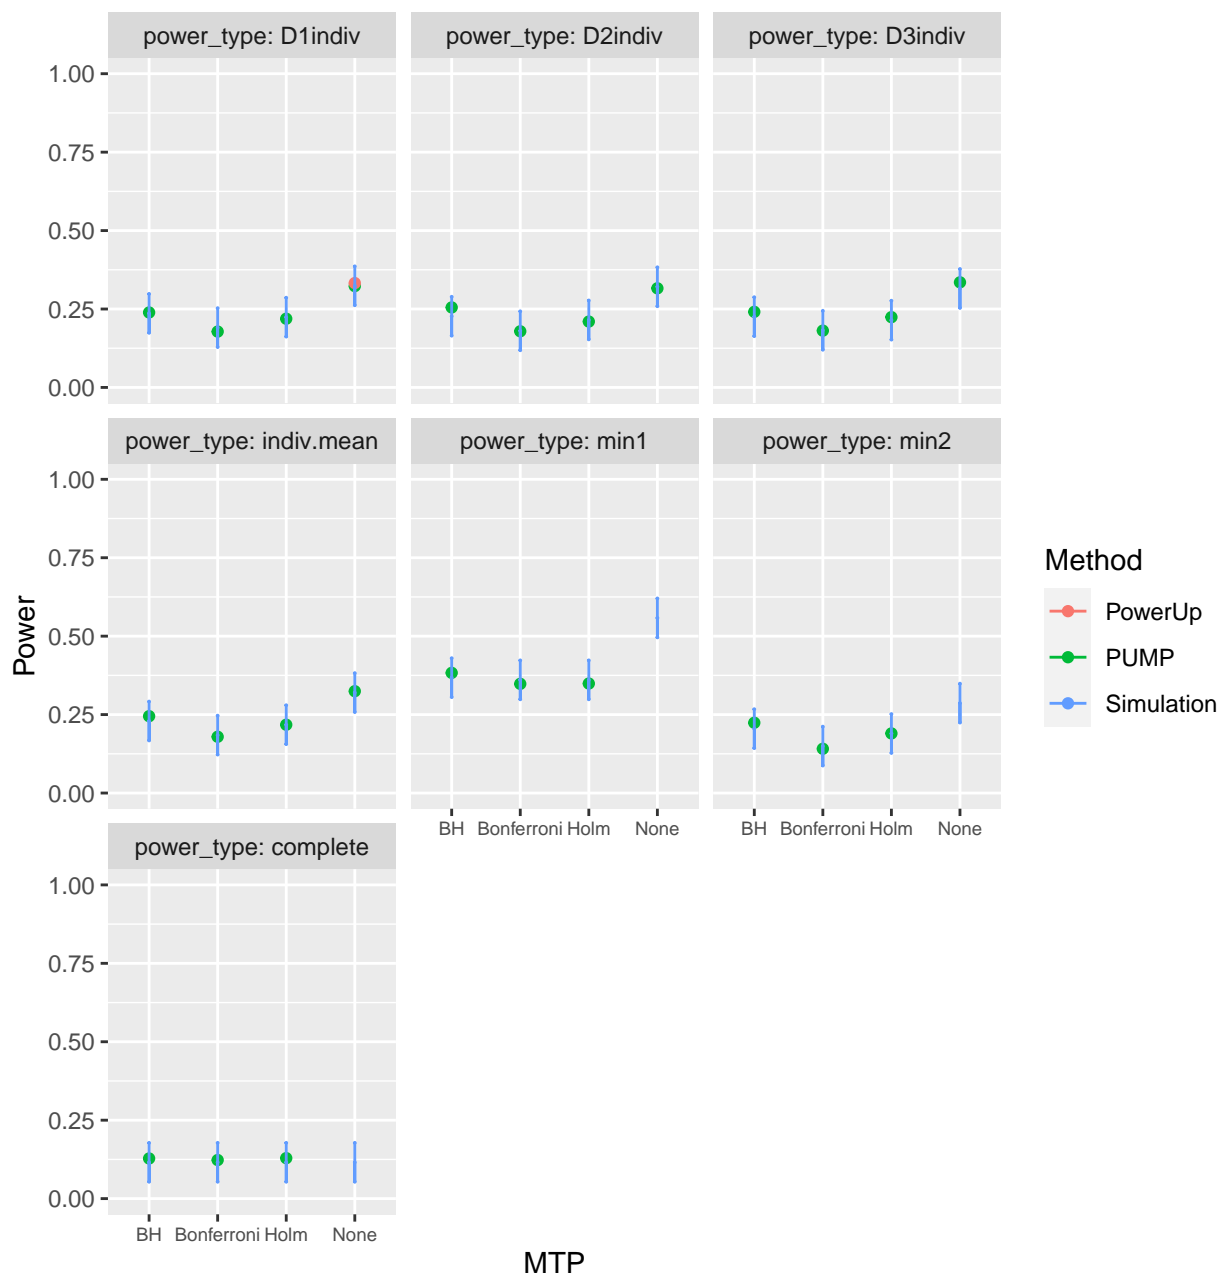 power_type: D1indiv
power_type: D2indiv
power_type: D3indiv
1.00
0.75
0.50
0.25
0.00
power_type: indiv.mean
power_type: min1
power_type: min2
1.00
0.75
0.50
0.25
0.00
BH Bonferroni Holm None
BH Bonferroni Holm None
power_type: complete
1.00
0.75
0.50
0.25
0.00
BH Bonferroni Holm None
Power
MTP
Method
PowerUp
PUMP
Simulation